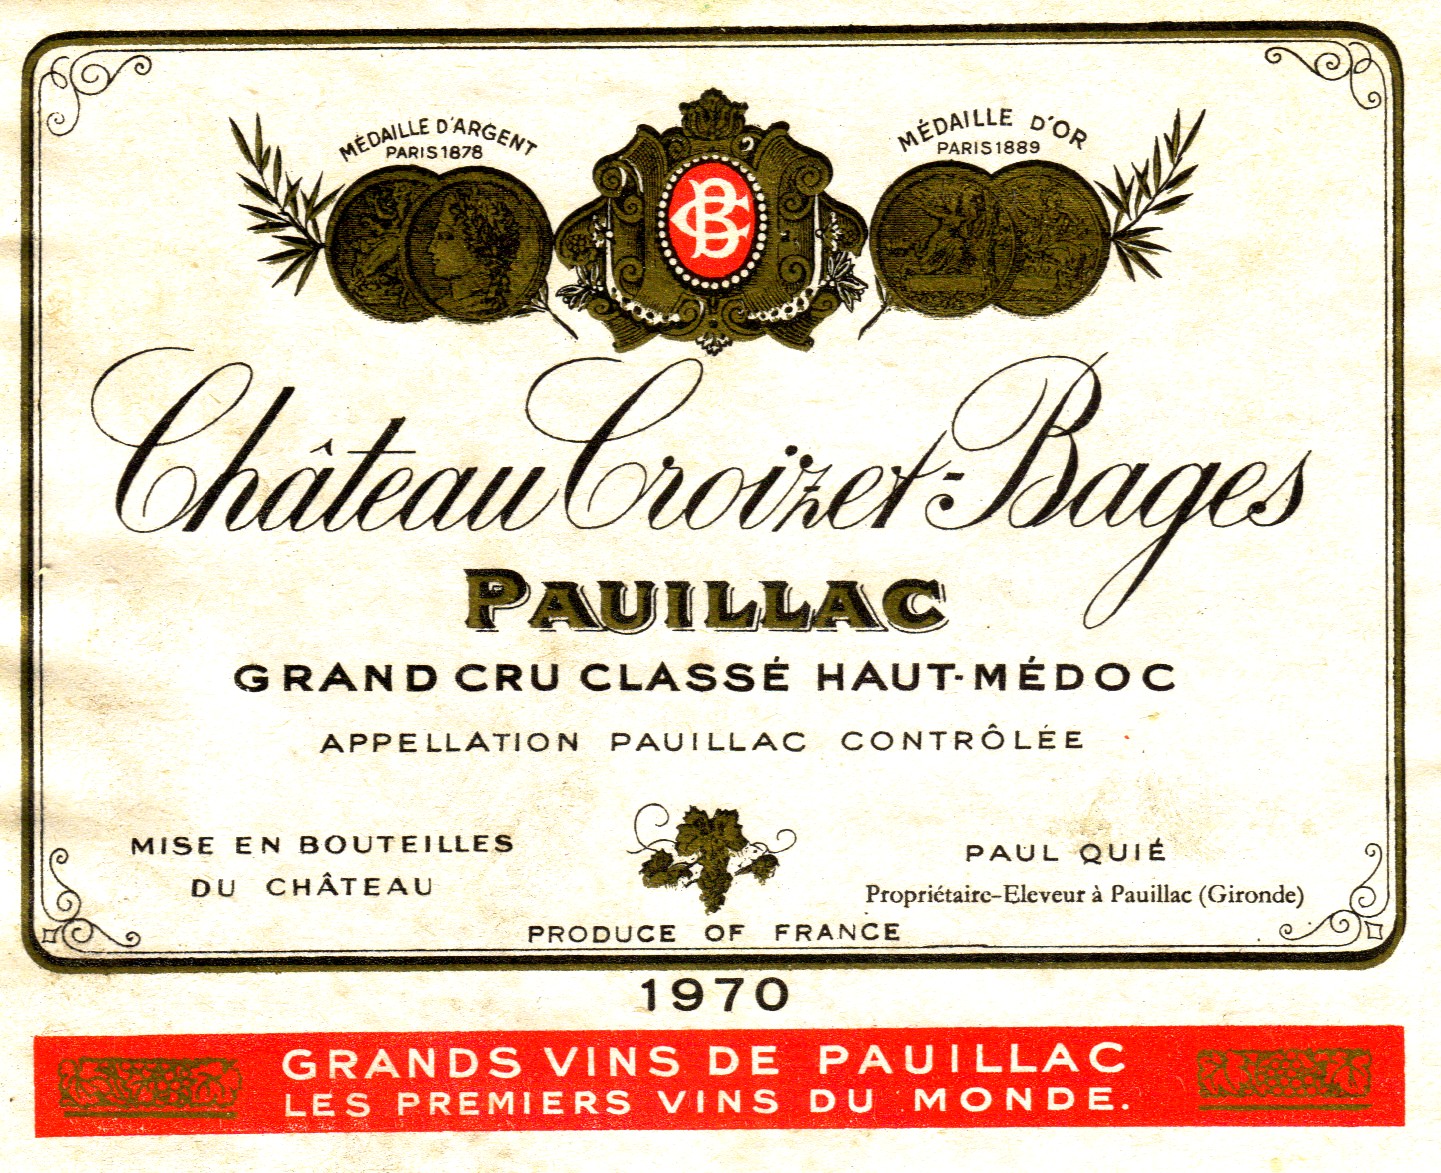 MÉDAILLE D'ARGENT
PARIS 1878
MÉDAILLE D'OR
PARIS 1889
CB
Château Croïzet-Bages
PAUILLAC
GRAND CRU CLASSÉ HAUT-MÉDOC
APPELLATION PAUILLAC CONTRÔLÉE
MISE EN BOUTEILLES
DU CHÂTEAU
PAUL QUIÉ
Propriétaire-Eleveur à Pauillac (Gironde)
PRODUCE OF FRANCE
1970
GRANDS VINS DE PAUILLAC
LES PREMIERS VINS DU MONDE.